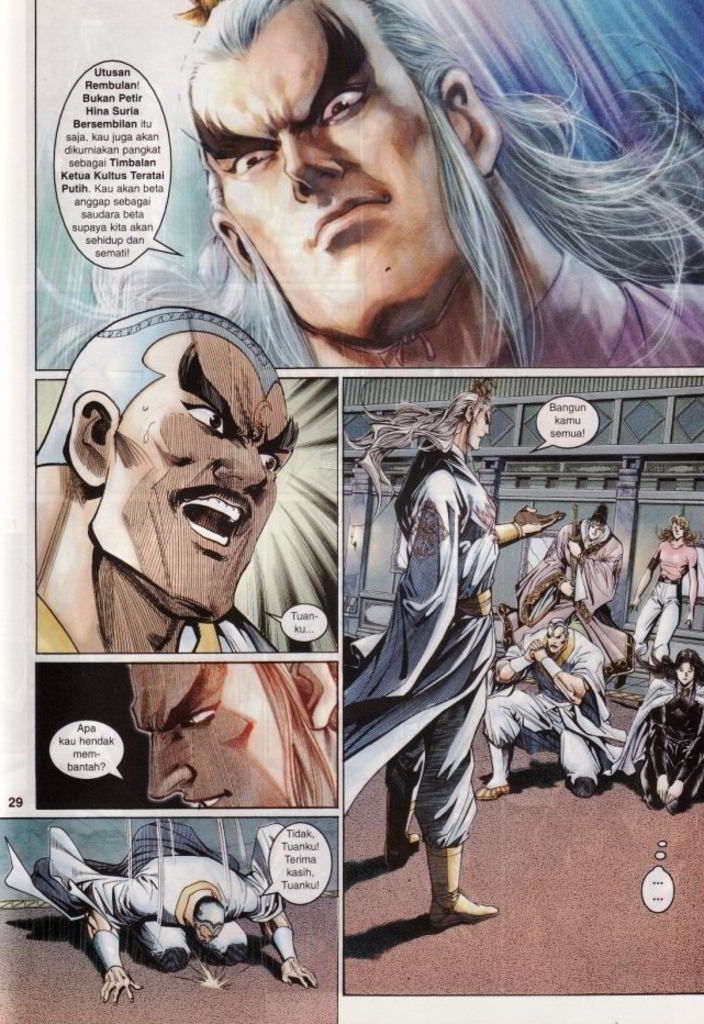 Utusan
Rembulan!
Bukan Petir
Hina Suria
Bersembilan itu
saja, kau juga akan
dikurniakan pangkat
sebagai Timbalan
Ketua Kultus Teratai
Putih. Kau akan beta
anggap sebagai
saudara beta
supaya kita akan
sehidup dan
semati!
Tuan-
ku...
Apa
kau hendak
mem-
bantah?
Tidak,
Tuanku!
Terima
kasih,
Tuanku!
Bangun
kamu
semua!
...
...
29